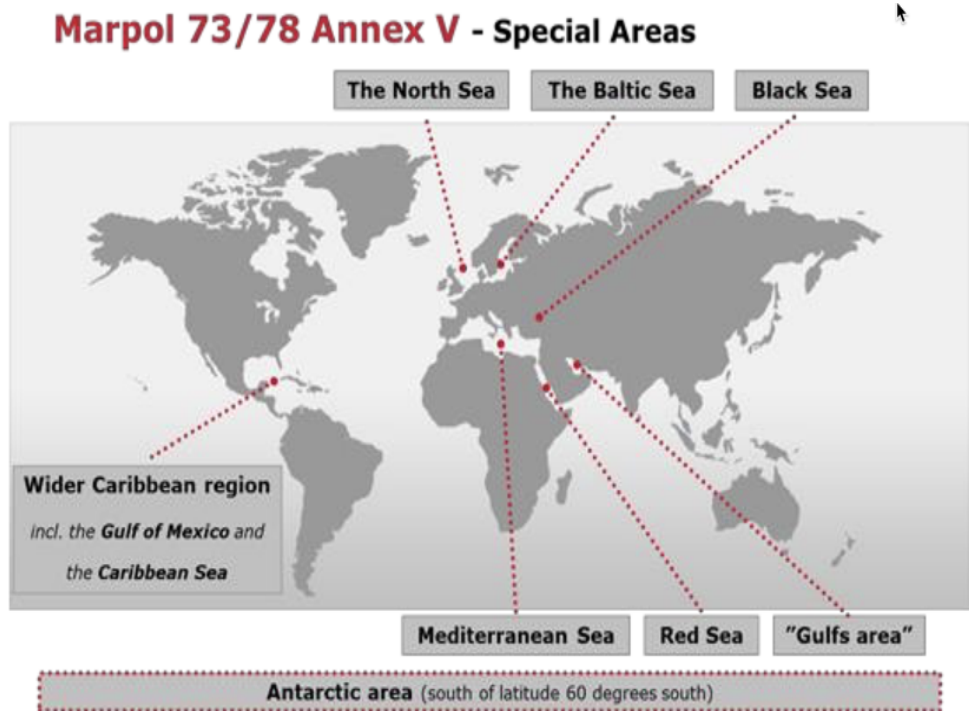 Marpol 73/78 Annex V - Special Areas
The North Sea
The Baltic Sea
Black Sea
Wider Caribbean region
incl. the Gulf of Mexico and
the Caribbean Sea
Mediterranean Sea
Red Sea
”Gulfs area”
Antarctic area (south of latitude 60 degrees south)